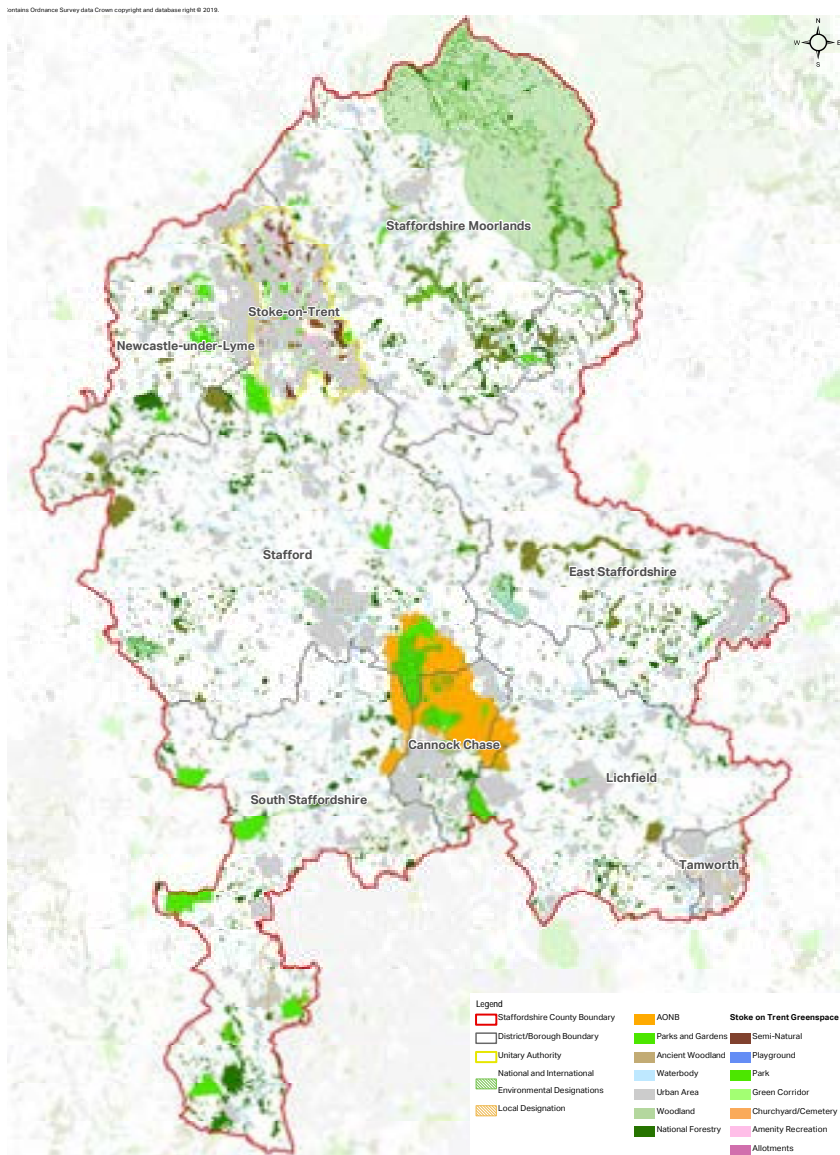 ontains Ordnance Survey data Crown copyright and database right © 2019.
N
W E
S
Staffordshire Moorlands
Stoke-on-Trent
Newcastle-under-Lyme
Stafford
East Staffordshire
Cannock Chase
Lichfield
South Staffordshire
Tamworth
Legend
Staffordshire County Boundary
District/Borough Boundary
Unitary Authority
National and International
Environmental Designations
Local Designation
AONB
Parks and Gardens
Ancient Woodland
Waterbody
Urban Area
Woodland
National Forestry
Stoke on Trent Greenspace
Semi-Natural
Playground
Park
Green Corridor
Churchyard/Cemetery
Amenity Recreation
Allotments